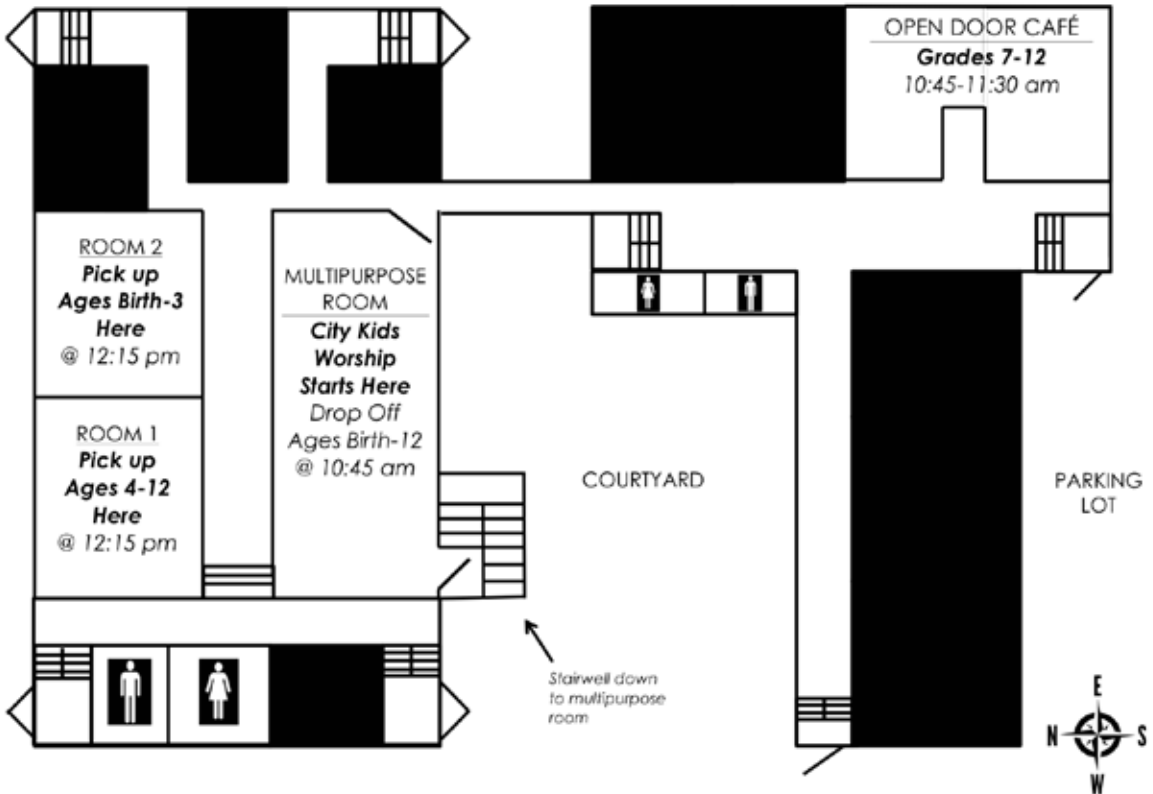 OPEN DOOR CAFÉ
Grades 7-12
10:45-11:30 am
ROOM 2
Pick up
Ages Birth-3
Here
@ 12:15 pm
MULTIPURPOSE
ROOM
City Kids
Worship
Starts Here
Drop Off
Ages Birth-12
@ 10:45 am
ROOM 1
Pick up
Ages 4-12
Here
@ 12:15 pm
COURTYARD
PARKING
LOT
Stairwell down
to multipurpose
room
E
N
S
W